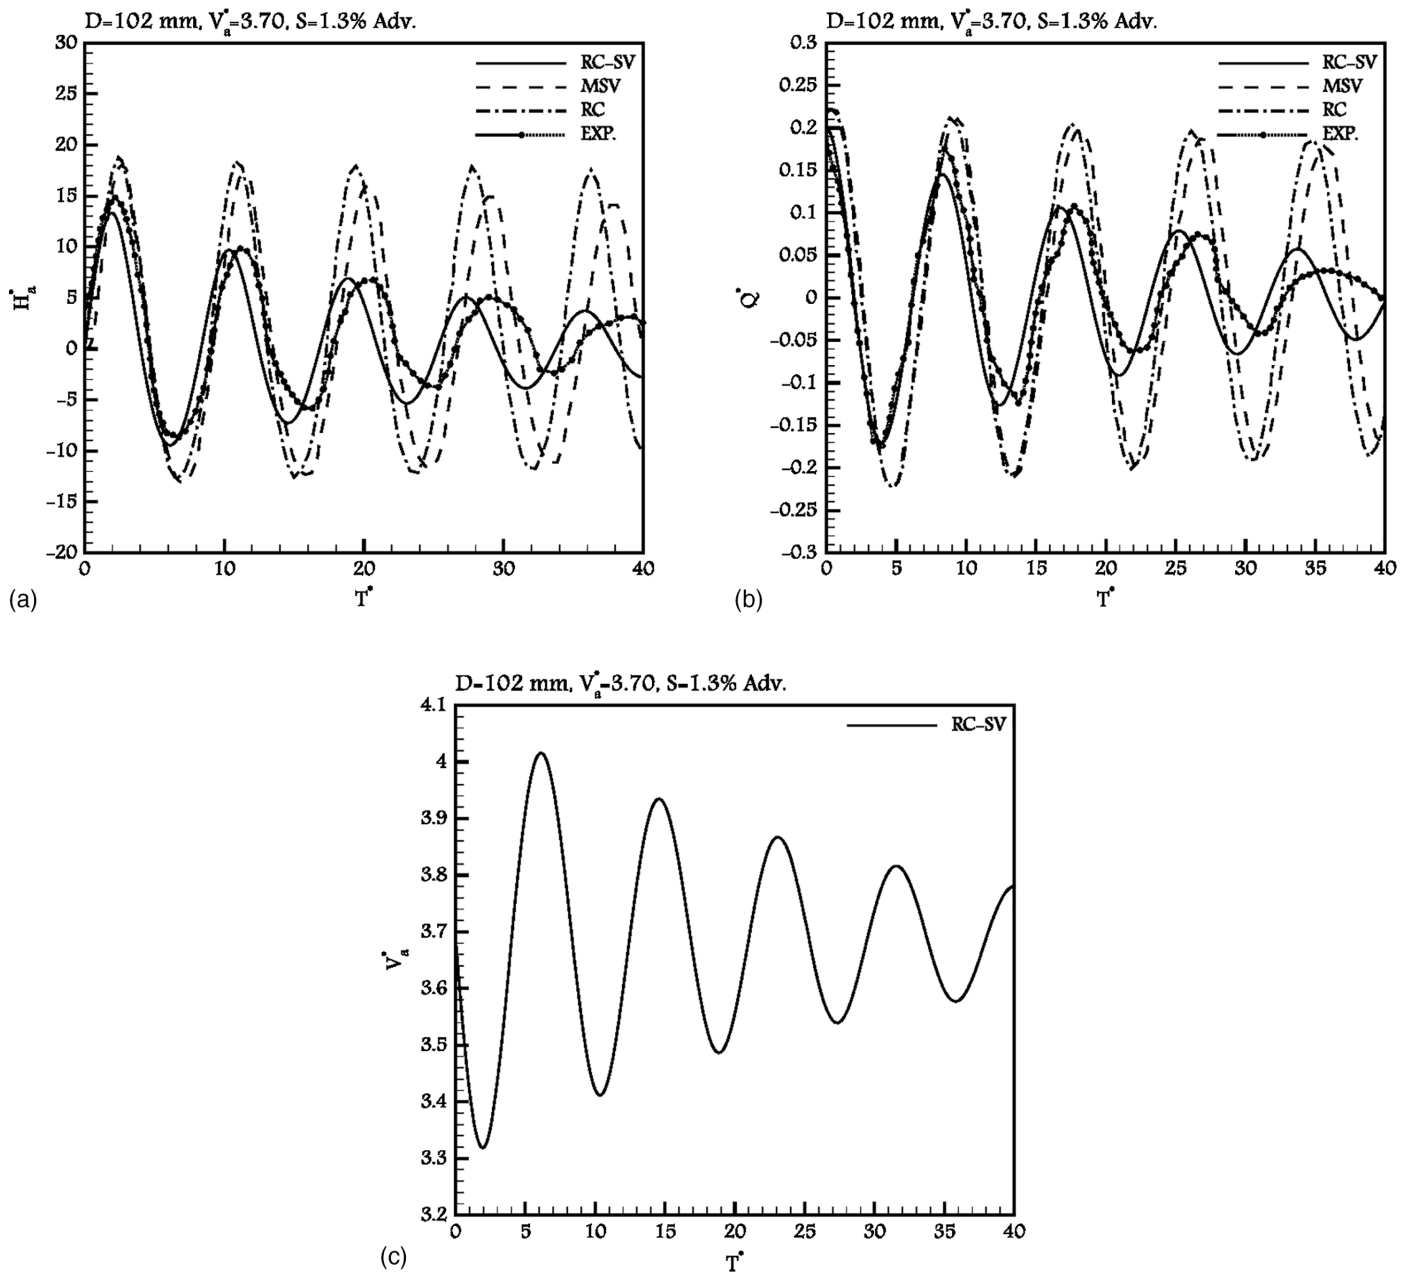 D=102 mm, V*a=3.70, S=1.3% Adv.
30
25
20
15
10
5
0
-5
-10
-15
-20
H*a
RC-SV
MSV
RC
EXP.
0 10 20 30 40
T*
(a)
D=102 mm, V*a=3.70, S=1.3% Adv.
0.3
0.25
0.2
0.15
0.1
0.05
0
-0.05
-0.1
-0.15
-0.2
-0.25
-0.3
Q*
RC-SV
MSV
RC
EXP.
0 5 10 15 20 25 30 35 40
T*
(b)
D=102 mm, V*a=3.70, S=1.3% Adv.
4.1
4
3.9
3.8
3.7
3.6
3.5
3.4
3.3
3.2
V*a
RC-SV
0 5 10 15 20 25 30 35 40
T*
(c)